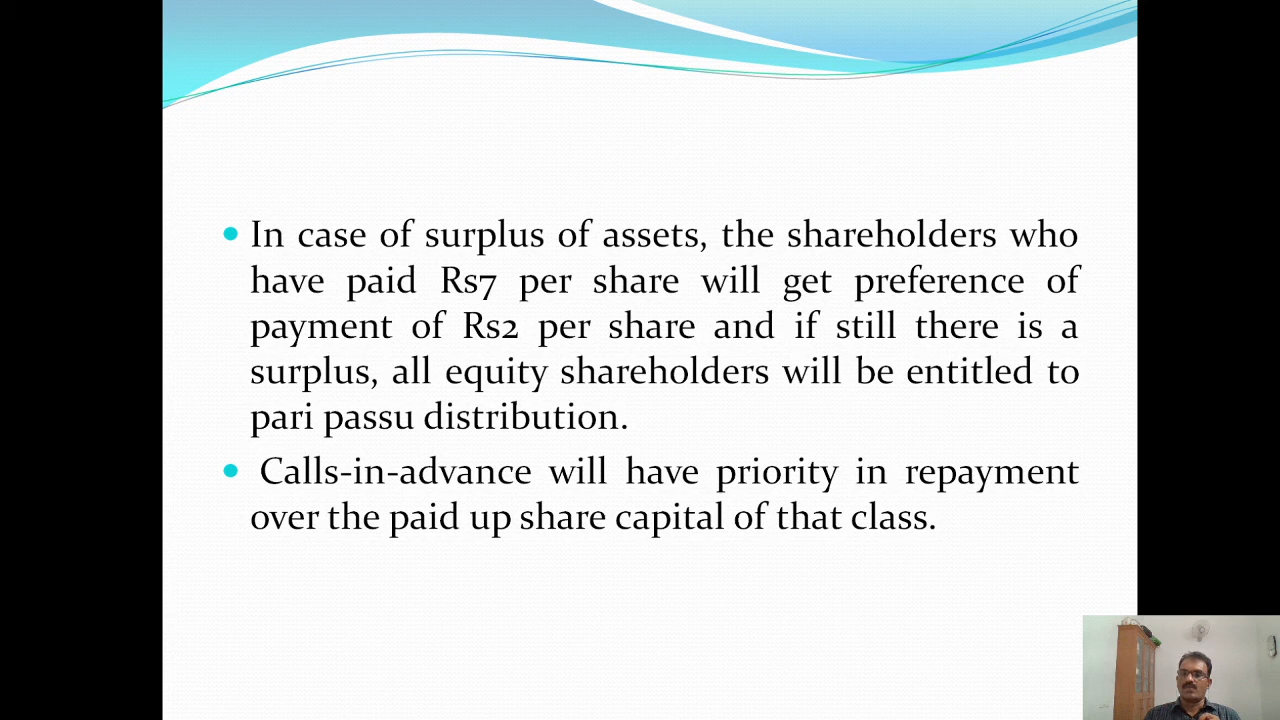 In case of surplus of assets, the shareholders who
have paid Rs7 per share will get preference of
payment of Rs2 per share and if still there is a
surplus, all equity shareholders will be entitled to
pari passu distribution.
Calls-in-advance will have priority in repayment
over the paid up share capital of that class.